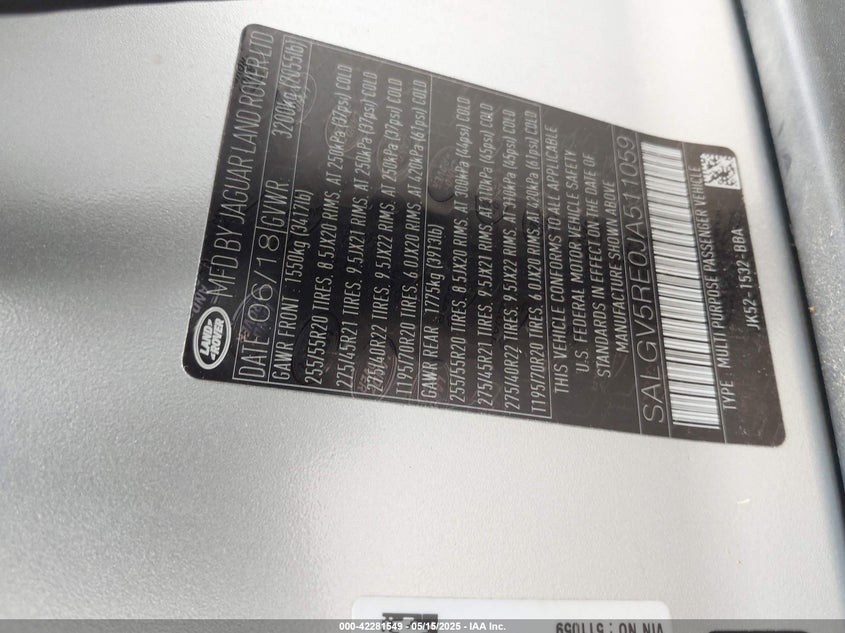 LAND ROVER
MFD BY JAGUAR LAND ROVER LTD
DATE 06/18 GVWR 3200kg (7055lb)
GAWR FRONT 1550kg (3417lb)
255/55R20 TIRES. 8.5JX20 RIMS. AT 250kPa (37psi) COLD
275/45R21 TIRES. 9.5JX21 RIMS. AT 250kPa (37psi) COLD
275/40R22 TIRES. 9.5JX22 RIMS. AT 250kPa (37psi) COLD
T195/70R20 TIRES. 6.0JX20 RIMS. AT 420kPa (61psi) COLD
GAWR REAR 1775kg (3913lb)
255/55R20 TIRES. 8.5JX20 RIMS. AT 300kPa (44psi) COLD
275/45R21 TIRES. 9.5JX21 RIMS. AT 310kPa (45psi) COLD
275/40R22 TIRES. 9.5JX22 RIMS. AT 310kPa (45psi) COLD
T195/70R20 TIRES. 6.0JX20 RIMS. AT 420kPa (61psi) COLD
THIS VEHICLE CONFORMS TO ALL APPLICABLE
U.S. FEDERAL MOTOR VEHICLE SAFETY
STANDARDS IN EFFECT ON THE DATE OF
MANUFACTURE SHOWN ABOVE
SALGV5RE0JA511059
TYPE MULTI PURPOSE PASSENGER VEHICLE
JK52-1532-BBA
VIN NO.: 511059
000-42281549 - 05/15/2025 - IAA Inc.